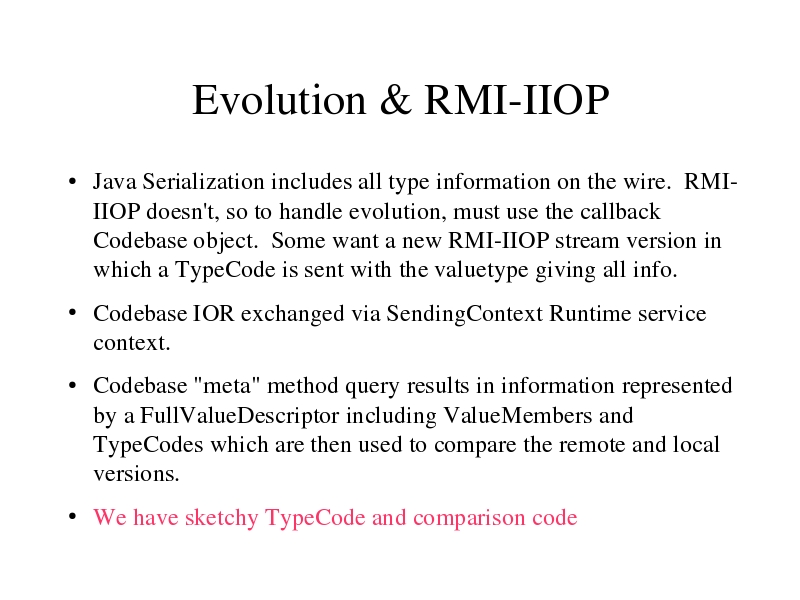 Evolution & RMI-IIOP
• Java Serialization includes all type information on the wire.  RMI-
IIOP doesn't, so to handle evolution, must use the callback
Codebase object.  Some want a new RMI-IIOP stream version in
which a TypeCode is sent with the valuetype giving all info.
• Codebase IOR exchanged via SendingContext Runtime service
context.
• Codebase "meta" method query results in information represented
by a FullValueDescriptor including ValueMembers and
TypeCodes which are then used to compare the remote and local
versions.
• We have sketchy TypeCode and comparison code